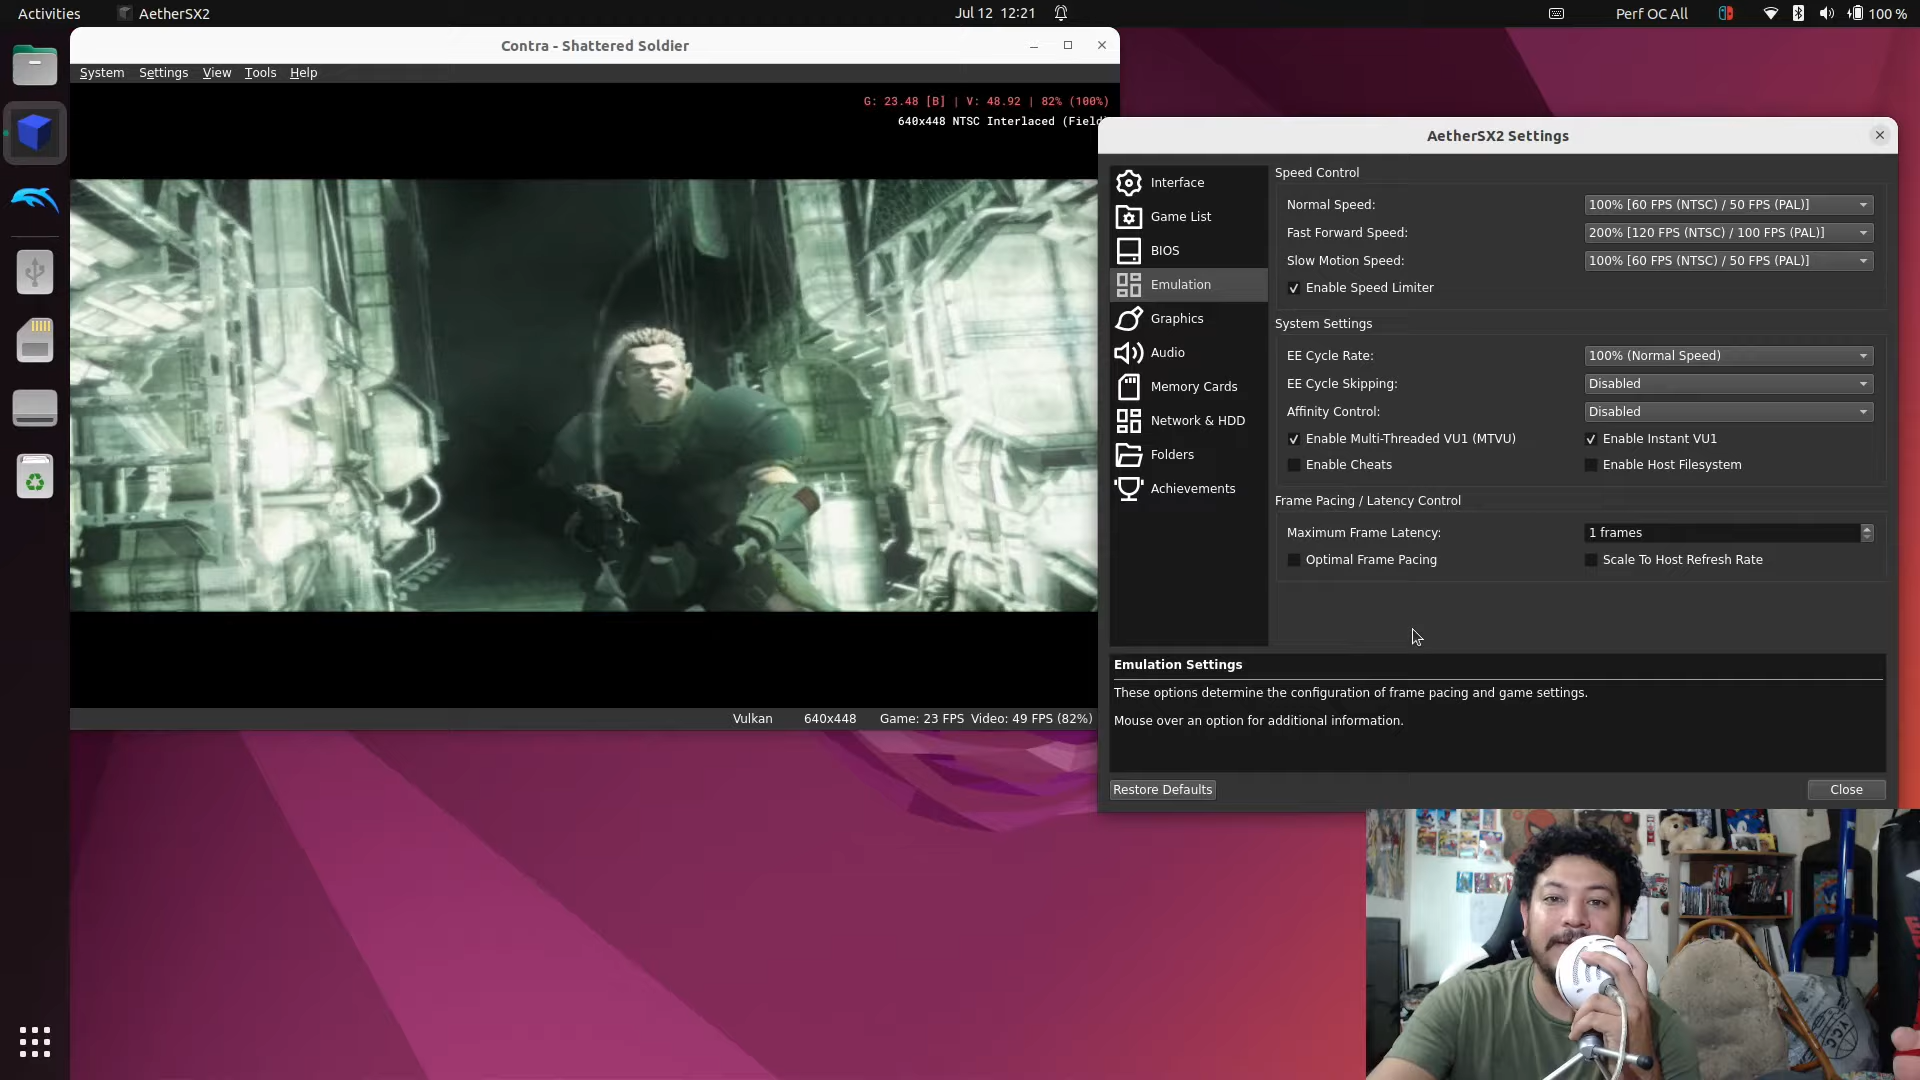 Activities
AetherSX2
Jul 12 12:21
Perf OC All
100 %
Contra - Shattered Soldier
System Settings View Tools Help
G: 23.48 [B] | V: 48.92 | 82% (100%)
640x448 NTSC Interlaced (Field
Vulkan 640x448 Game: 23 FPS Video: 49 FPS (82%)
AetherSX2 Settings
Interface
Game List
BIOS
Emulation
Graphics
Audio
Memory Cards
Network & HDD
Folders
Achievements
Speed Control
Normal Speed: 100% [60 FPS (NTSC) / 50 FPS (PAL)]
Fast Forward Speed: 200% [120 FPS (NTSC) / 100 FPS (PAL)]
Slow Motion Speed: 100% [60 FPS (NTSC) / 50 FPS (PAL)]
Enable Speed Limiter
System Settings
EE Cycle Rate: 100% (Normal Speed)
EE Cycle Skipping: Disabled
Affinity Control: Disabled
Enable Multi-Threaded VU1 (MTVU) Enable Instant VU1
Enable Cheats Enable Host Filesystem
Frame Pacing / Latency Control
Maximum Frame Latency: 1 frames
Optimal Frame Pacing Scale To Host Refresh Rate
Emulation Settings
These options determine the configuration of frame pacing and game settings.
Mouse over an option for additional information.
Restore Defaults
Close